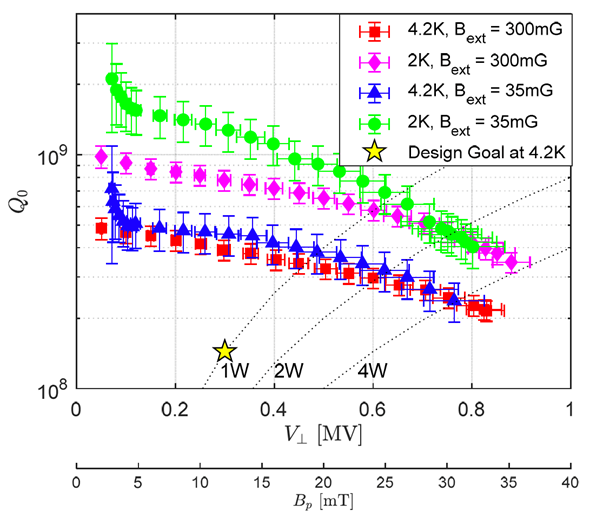 4.2K, B_ext = 300mG
2K, B_ext = 300mG
4.2K, B_ext = 35mG
2K, B_ext = 35mG
Design Goal at 4.2K
10^9
Q_0
1W 2W 4W
10^8
0 0.2 0.4 0.6 0.8 1
V_⊥ [MV]
0 5 10 15 20 25 30 35 40
B_p [mT]